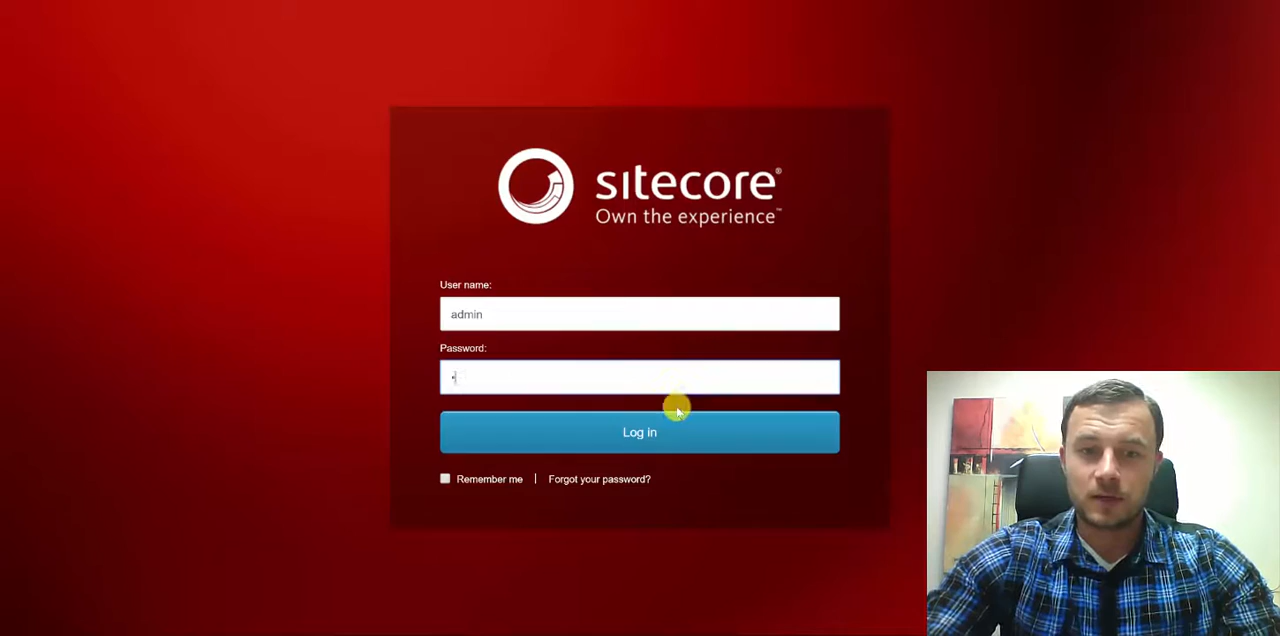 sitecore®
Own the experience™
User name:
admin
Password:
Log in
Remember me | Forgot your password?